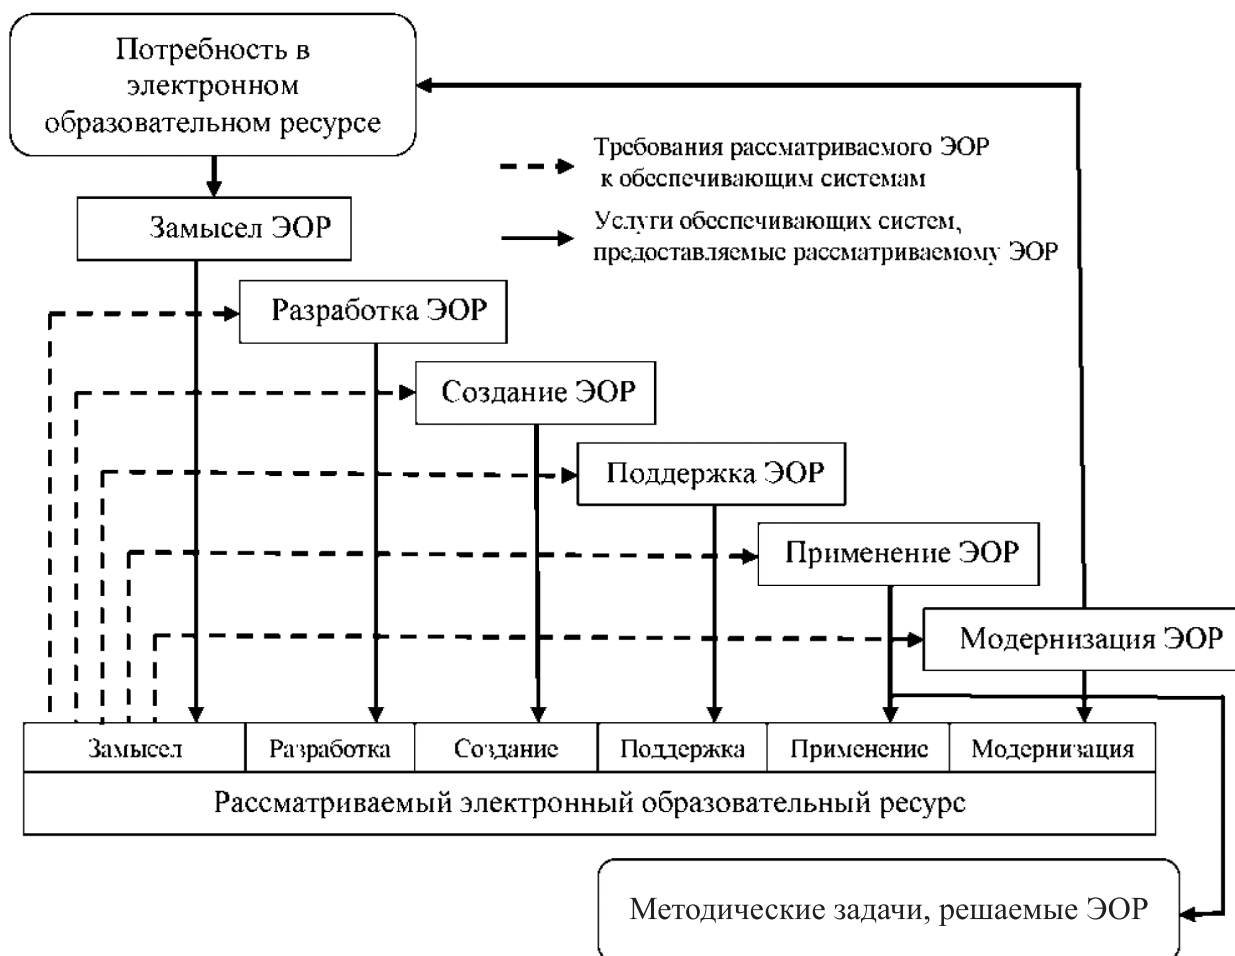 Потребность в
электронном
образовательном ресурсе
Требования рассматриваемого ЭОР
к обеспечивающим системам
Замысел ЭОР
Услуги обеспечивающих систем,
предоставляемые рассматриваемому ЭОР
Разработка ЭОР
Создание ЭОР
Поддержка ЭОР
Применение ЭОР
Модернизация ЭОР
Замысел
Разработка
Создание
Поддержка
Применение
Модернизация
Рассматриваемый электронный образовательный ресурс
Методические задачи, решаемые ЭОР